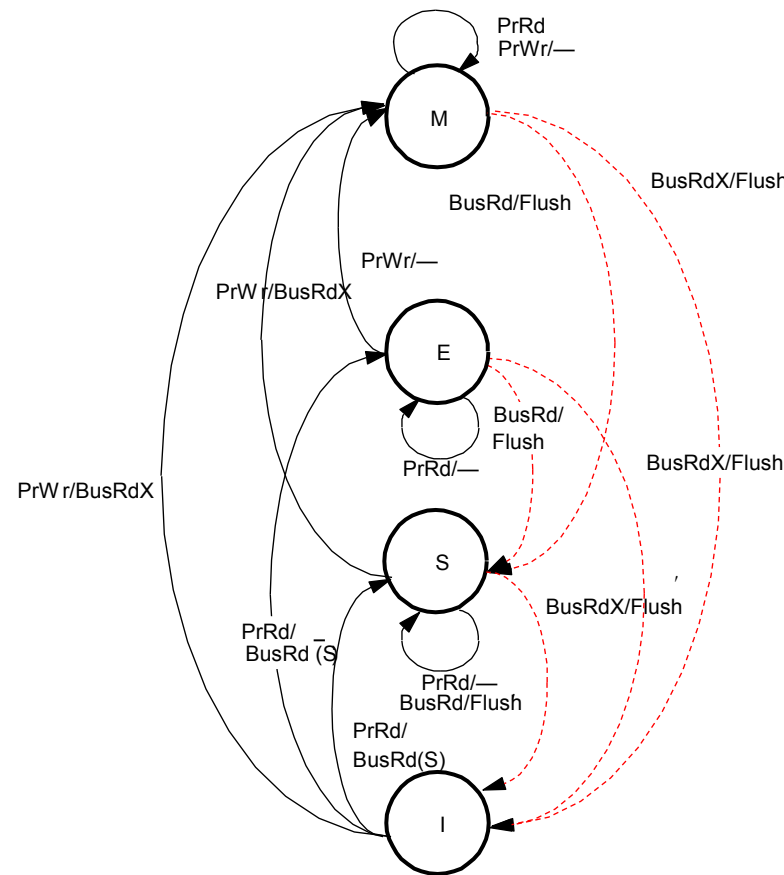 PrRd
PrWr/—
M
BusRdX/Flush
BusRd/Flush
PrWr/—
PrWr/BusRdX
E
BusRd/
Flush
PrRd/—
BusRdX/Flush
PrWr/BusRdX
S
BusRdX/Flush′
PrRd/
BusRd (S̅)
PrRd/—
BusRd/Flush
PrRd/
BusRd(S)
I